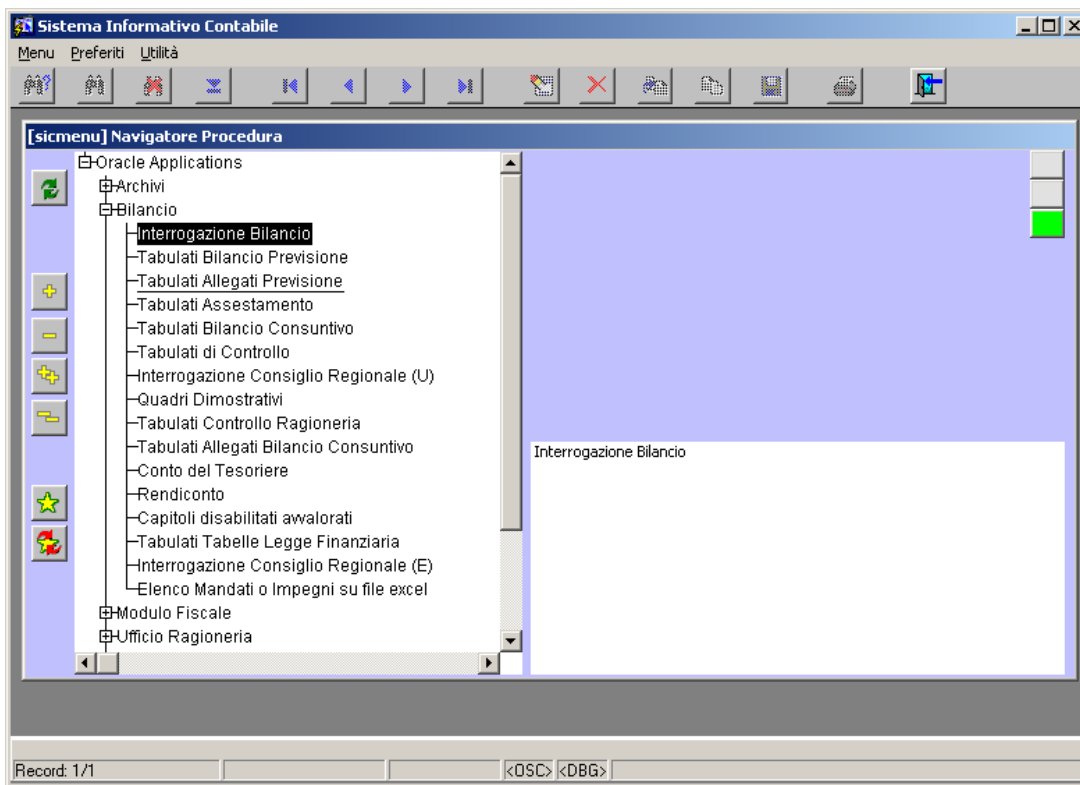 Sistema Informativo Contabile
Menu Preferiti Utilità
[sicmenu] Navigatore Procedura
Oracle Applications
Archivi
Bilancio
Interrogazione Bilancio
Tabulati Bilancio Previsione
Tabulati Allegati Previsione
Tabulati Assestamento
Tabulati Bilancio Consuntivo
Tabulati di Controllo
Interrogazione Consiglio Regionale (U)
Quadri Dimostrativi
Tabulati Controllo Ragioneria
Tabulati Allegati Bilancio Consuntivo
Conto del Tesoriere
Rendiconto
Capitoli disabilitati avvalorati
Tabulati Tabelle Legge Finanziaria
Interrogazione Consiglio Regionale (E)
Elenco Mandati o Impegni su file excel
Modulo Fiscale
Ufficio Ragioneria
Interrogazione Bilancio
Record: 1/1 <OSC> <DBG>